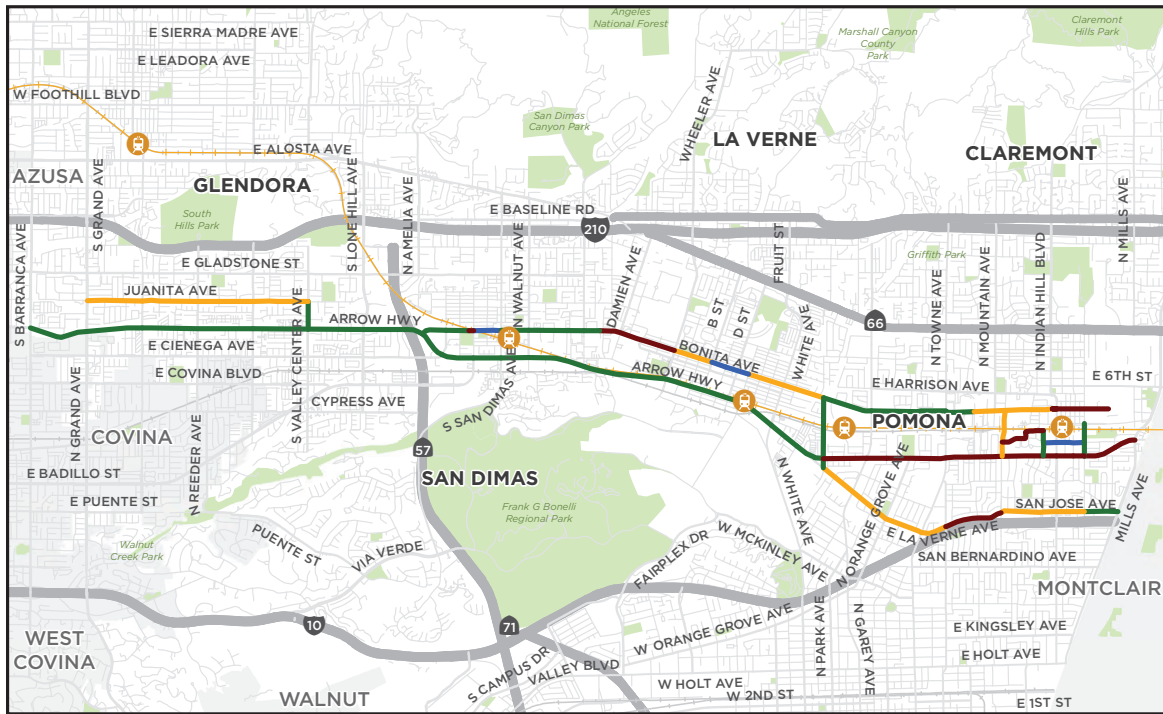 Angeles
National Forest
Claremont
Hills Park
E SIERRA MADRE AVE
Marshall Canyon
County
Park
E LEADORA AVE
W FOOTHILL BLVD
WHEELER AVE
San Dimas
Canyon Park
LA VERNE
CLAREMONT
E ALOSTA AVE
AZUSA
GLENDORA
S GRAND AVE
S LONE HILL AVE
N AMELIA AVE
N MILLS AVE
South
Hills Park
E BASELINE RD
210
FRUIT ST
Griffith Park
S BARRANCA AVE
E GLADSTONE ST
N WALNUT AVE
DAMIEN AVE
N TOWNE AVE
N MOUNTAIN AVE
N INDIAN HILL BLVD
JUANITA AVE
S VALLEY CENTER AVE
B ST
D ST
WHITE AVE
ARROW HWY
66
E CIENEGA AVE
BONITA AVE
E COVINA BLVD
ARROW HWY
E HARRISON AVE
E 6TH ST
CYPRESS AVE
S SAN DIMAS AVE
N GRAND AVE
COVINA
POMONA
57
E BADILLO ST
N REEDER AVE
SAN DIMAS
N WHITE AVE
N ORANGE GROVE AVE
E PUENTE ST
Frank G Bonelli
Regional Park
SAN JOSE AVE
MILLS AVE
PUENTE ST
W MCKINLEY AVE
E LA VERNE AVE
Walnut
Creek Park
VIA VERDE
FAIRPLEX DR
SAN BERNARDINO AVE
MONTCLAIR
10
71
WEST
COVINA
W ORANGE GROVE AVE
N PARK AVE
N GAREY AVE
E KINGSLEY AVE
E HOLT AVE
S CAMPUS DR
VALLEY BLVD
WALNUT
W HOLT AVE
W 2ND ST
E 1ST ST